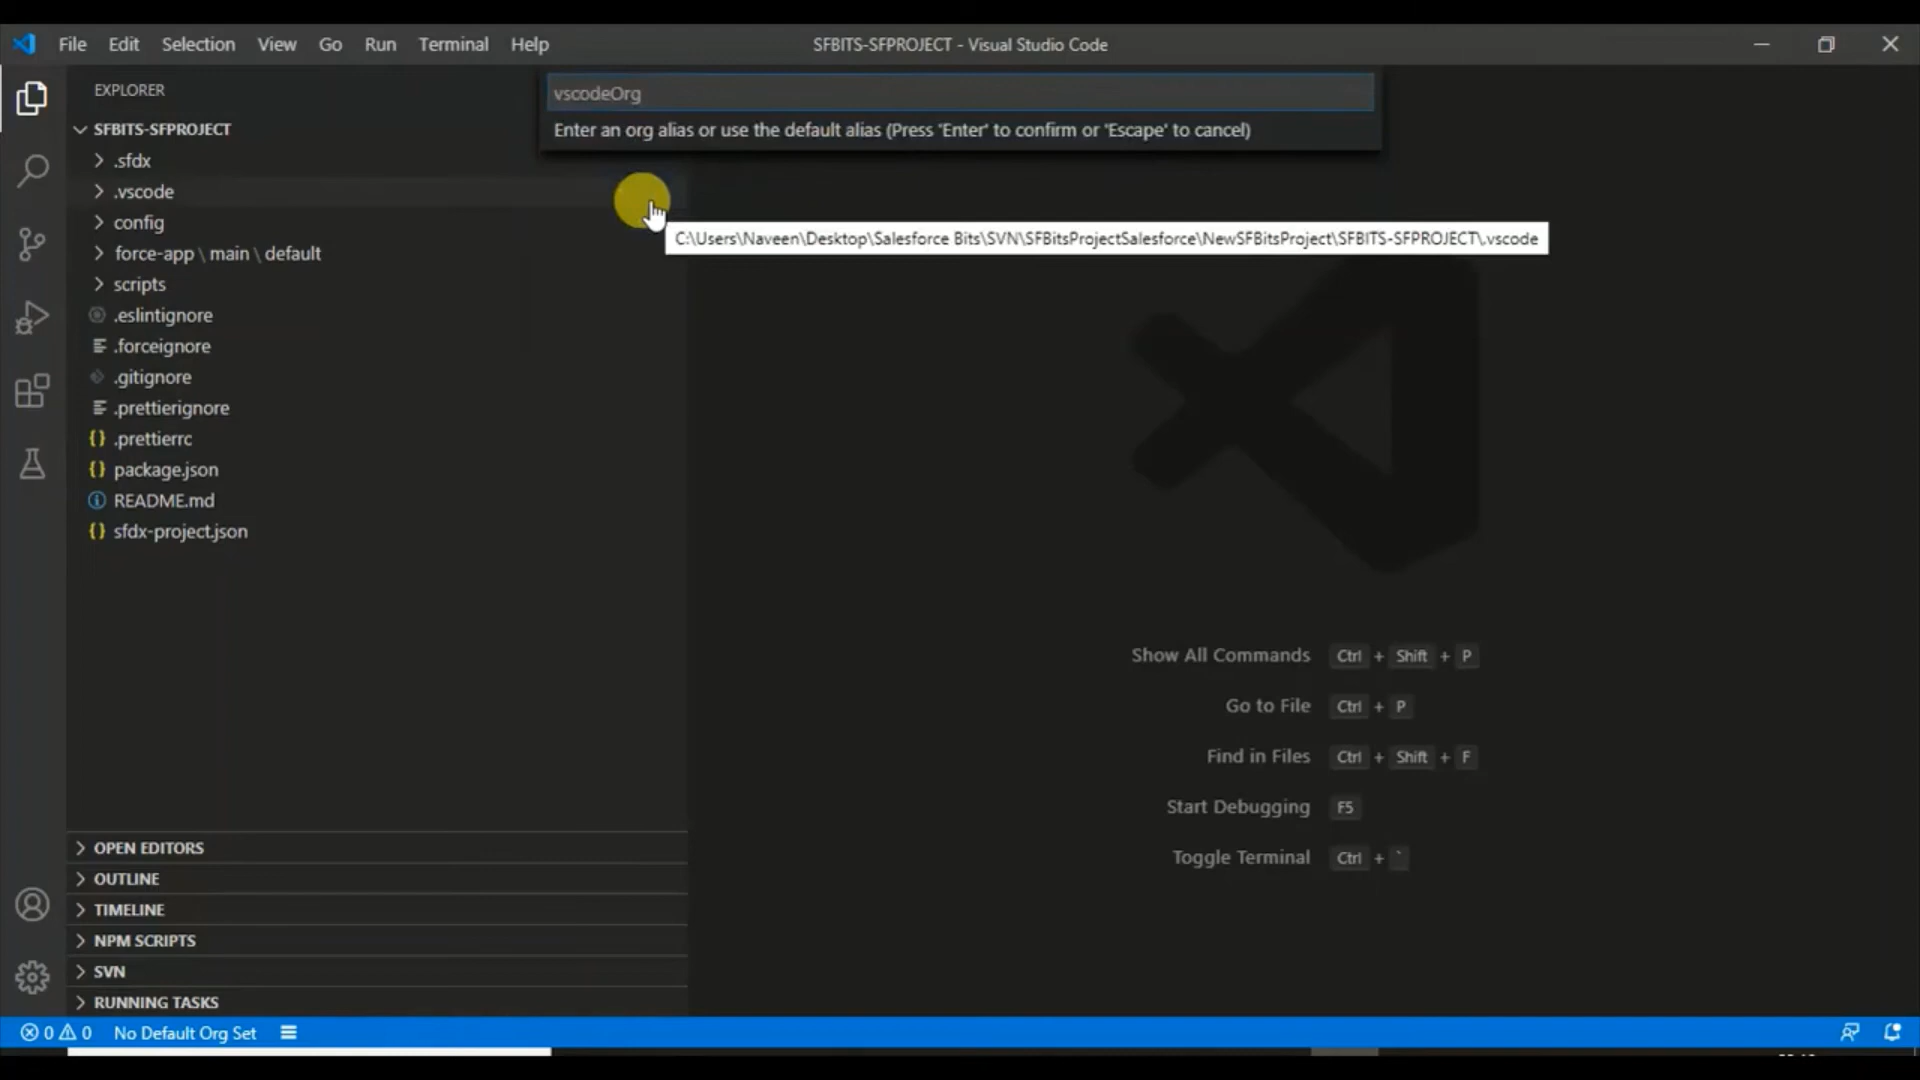 File Edit Selection View Go Run Terminal Help
SFBITS-SFPROJECT - Visual Studio Code
EXPLORER
vscodeOrg
Enter an org alias or use the default alias (Press 'Enter' to confirm or 'Escape' to cancel)
SFBITS-SFPROJECT
.sfdx
.vscode
C:\Users\Naveen\Desktop\Salesforce Bits\SVN\SFBitsProjectSalesforce\NewSFBitsProject\SFBITS-SFPROJECT\.vscode
config
force-app \ main \ default
scripts
.eslintignore
.forceignore
.gitignore
.prettierignore
{} .prettierrc
{} package.json
README.md
{} sfdx-project.json
Show All Commands Ctrl + Shift + P
Go to File Ctrl + P
Find in Files Ctrl + Shift + F
Start Debugging F5
Toggle Terminal Ctrl + `
OPEN EDITORS
OUTLINE
TIMELINE
NPM SCRIPTS
SVN
RUNNING TASKS
0 0 No Default Org Set